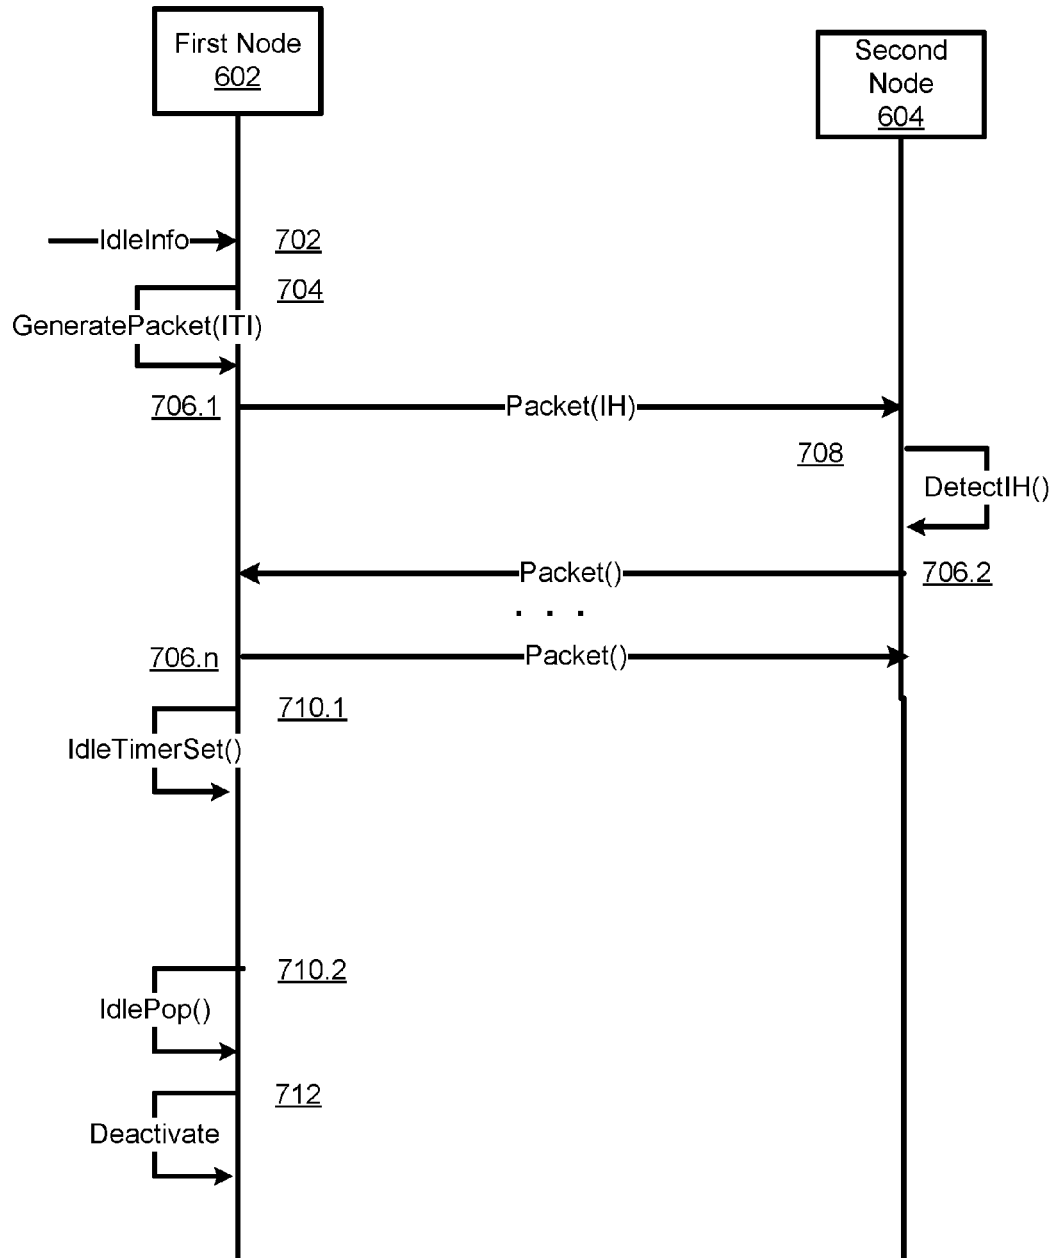 First Node
602
Second
Node
604
IdleInfo
702
704
GeneratePacket(ITI)
706.1
Packet(IH)
708
DetectIH()
Packet()
706.2
. . .
706.n
Packet()
710.1
IdleTimerSet()
710.2
IdlePop()
712
Deactivate